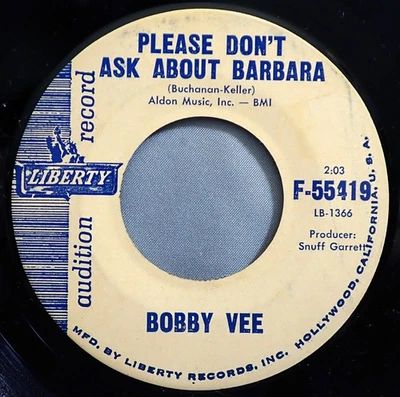 PLEASE DON'T
ASK ABOUT BARBARA
(Buchanan-Keller)
Aldon Music, Inc. — BMI
audition record
LIBERTY
2:03
F-55419
LB-1366
Producer:
Snuff Garrett
BOBBY VEE
MFD. BY LIBERTY RECORDS, INC. HOLLYWOOD, CALIFORNIA, U. S. A.